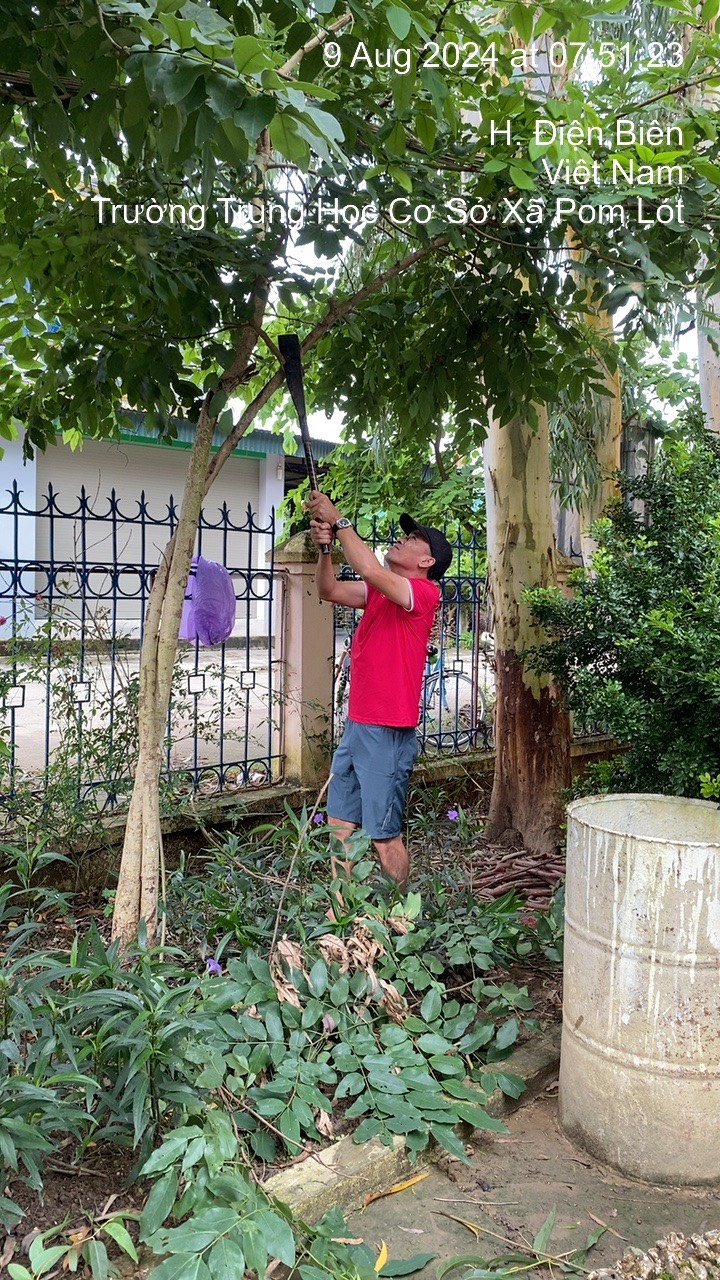 9 Aug 2024 at 07:51:23
H. Điện Biên
Việt Nam
Trường Trung Học Cơ Sở Xã Pom Lót